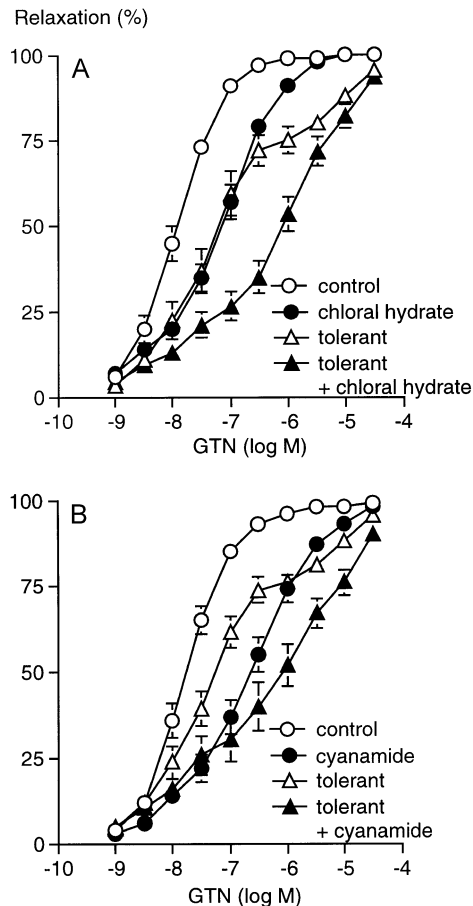 Relaxation (%)
A
100
75
50
25
0
control
chloral hydrate
tolerant
tolerant
+ chloral hydrate
-10 -9 -8 -7 -6 -5 -4
GTN (log M)
B
100
75
50
25
0
control
cyanamide
tolerant
tolerant
+ cyanamide
-10 -9 -8 -7 -6 -5 -4
GTN (log M)